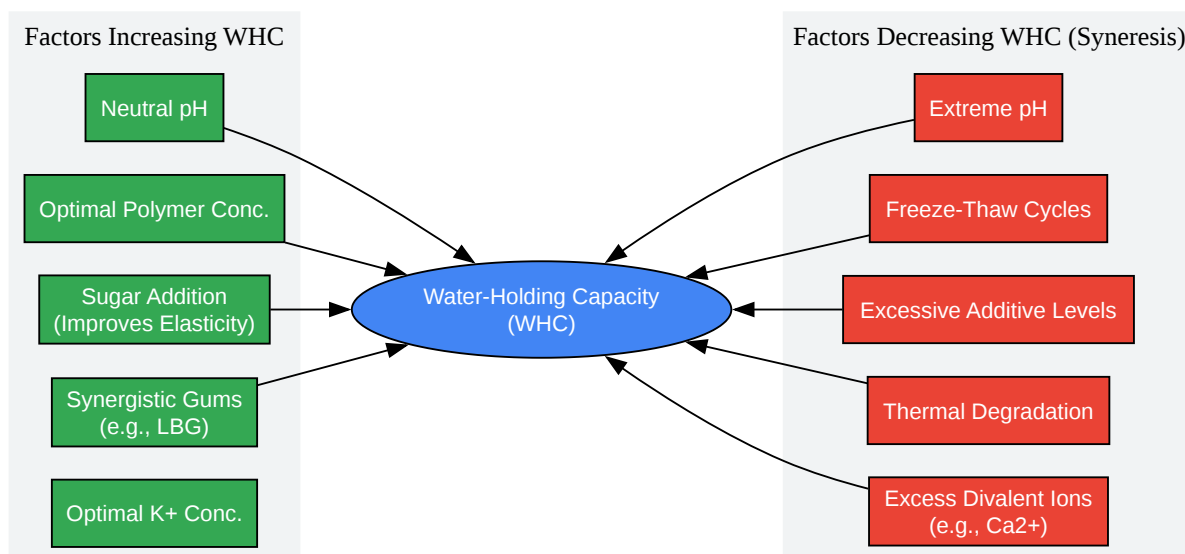 Factors Increasing WHC
Neutral pH
Optimal Polymer Conc.
Sugar Addition
(Improves Elasticity)
Synergistic Gums
(e.g., LBG)
Optimal K+ Conc.
Water-Holding Capacity
(WHC)
Factors Decreasing WHC (Syneresis)
Extreme pH
Freeze-Thaw Cycles
Excessive Additive Levels
Thermal Degradation
Excess Divalent Ions
(e.g., Ca2+)